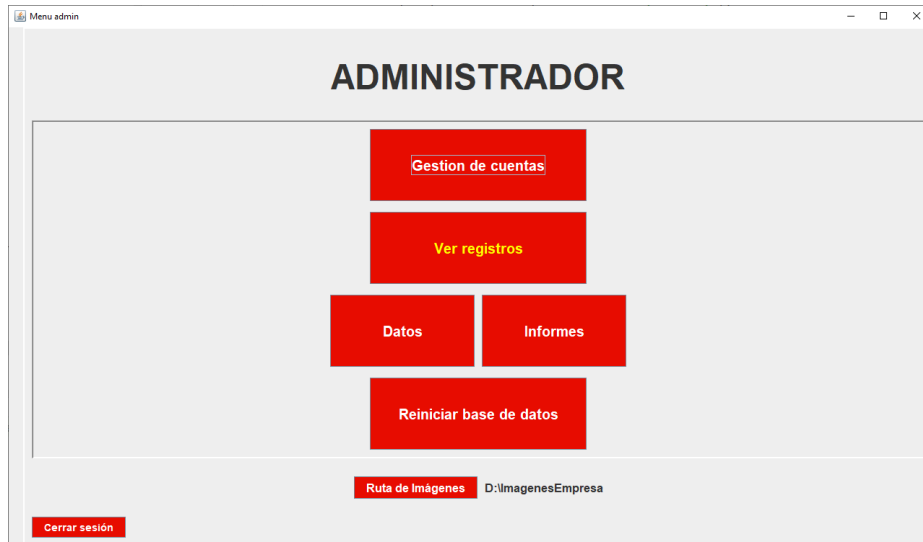 Menu admin
ADMINISTRADOR
Gestion de cuentas
Ver registros
Datos Informes
Reiniciar base de datos
Ruta de Imágenes D:\ImagenesEmpresa
Cerrar sesión